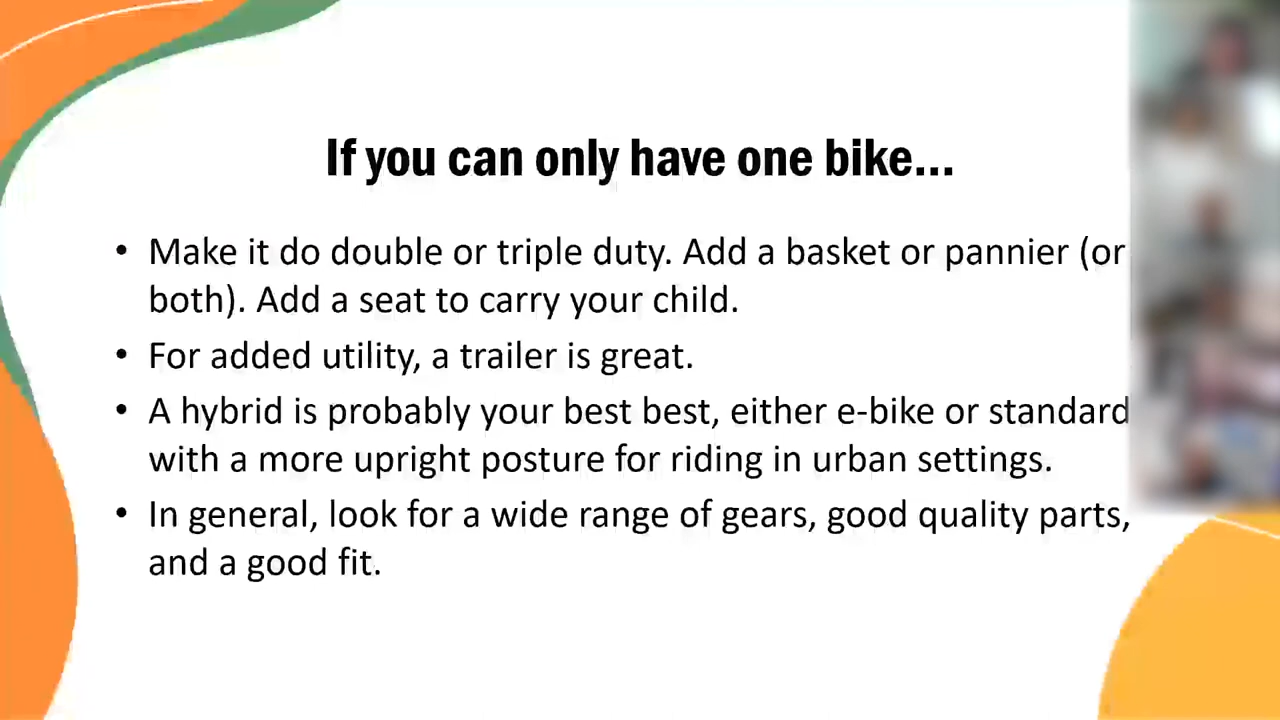 If you can only have one bike...
• Make it do double or triple duty. Add a basket or pannier (or
both). Add a seat to carry your child.
• For added utility, a trailer is great.
• A hybrid is probably your best best, either e-bike or standard
with a more upright posture for riding in urban settings.
• In general, look for a wide range of gears, good quality parts,
and a good fit.